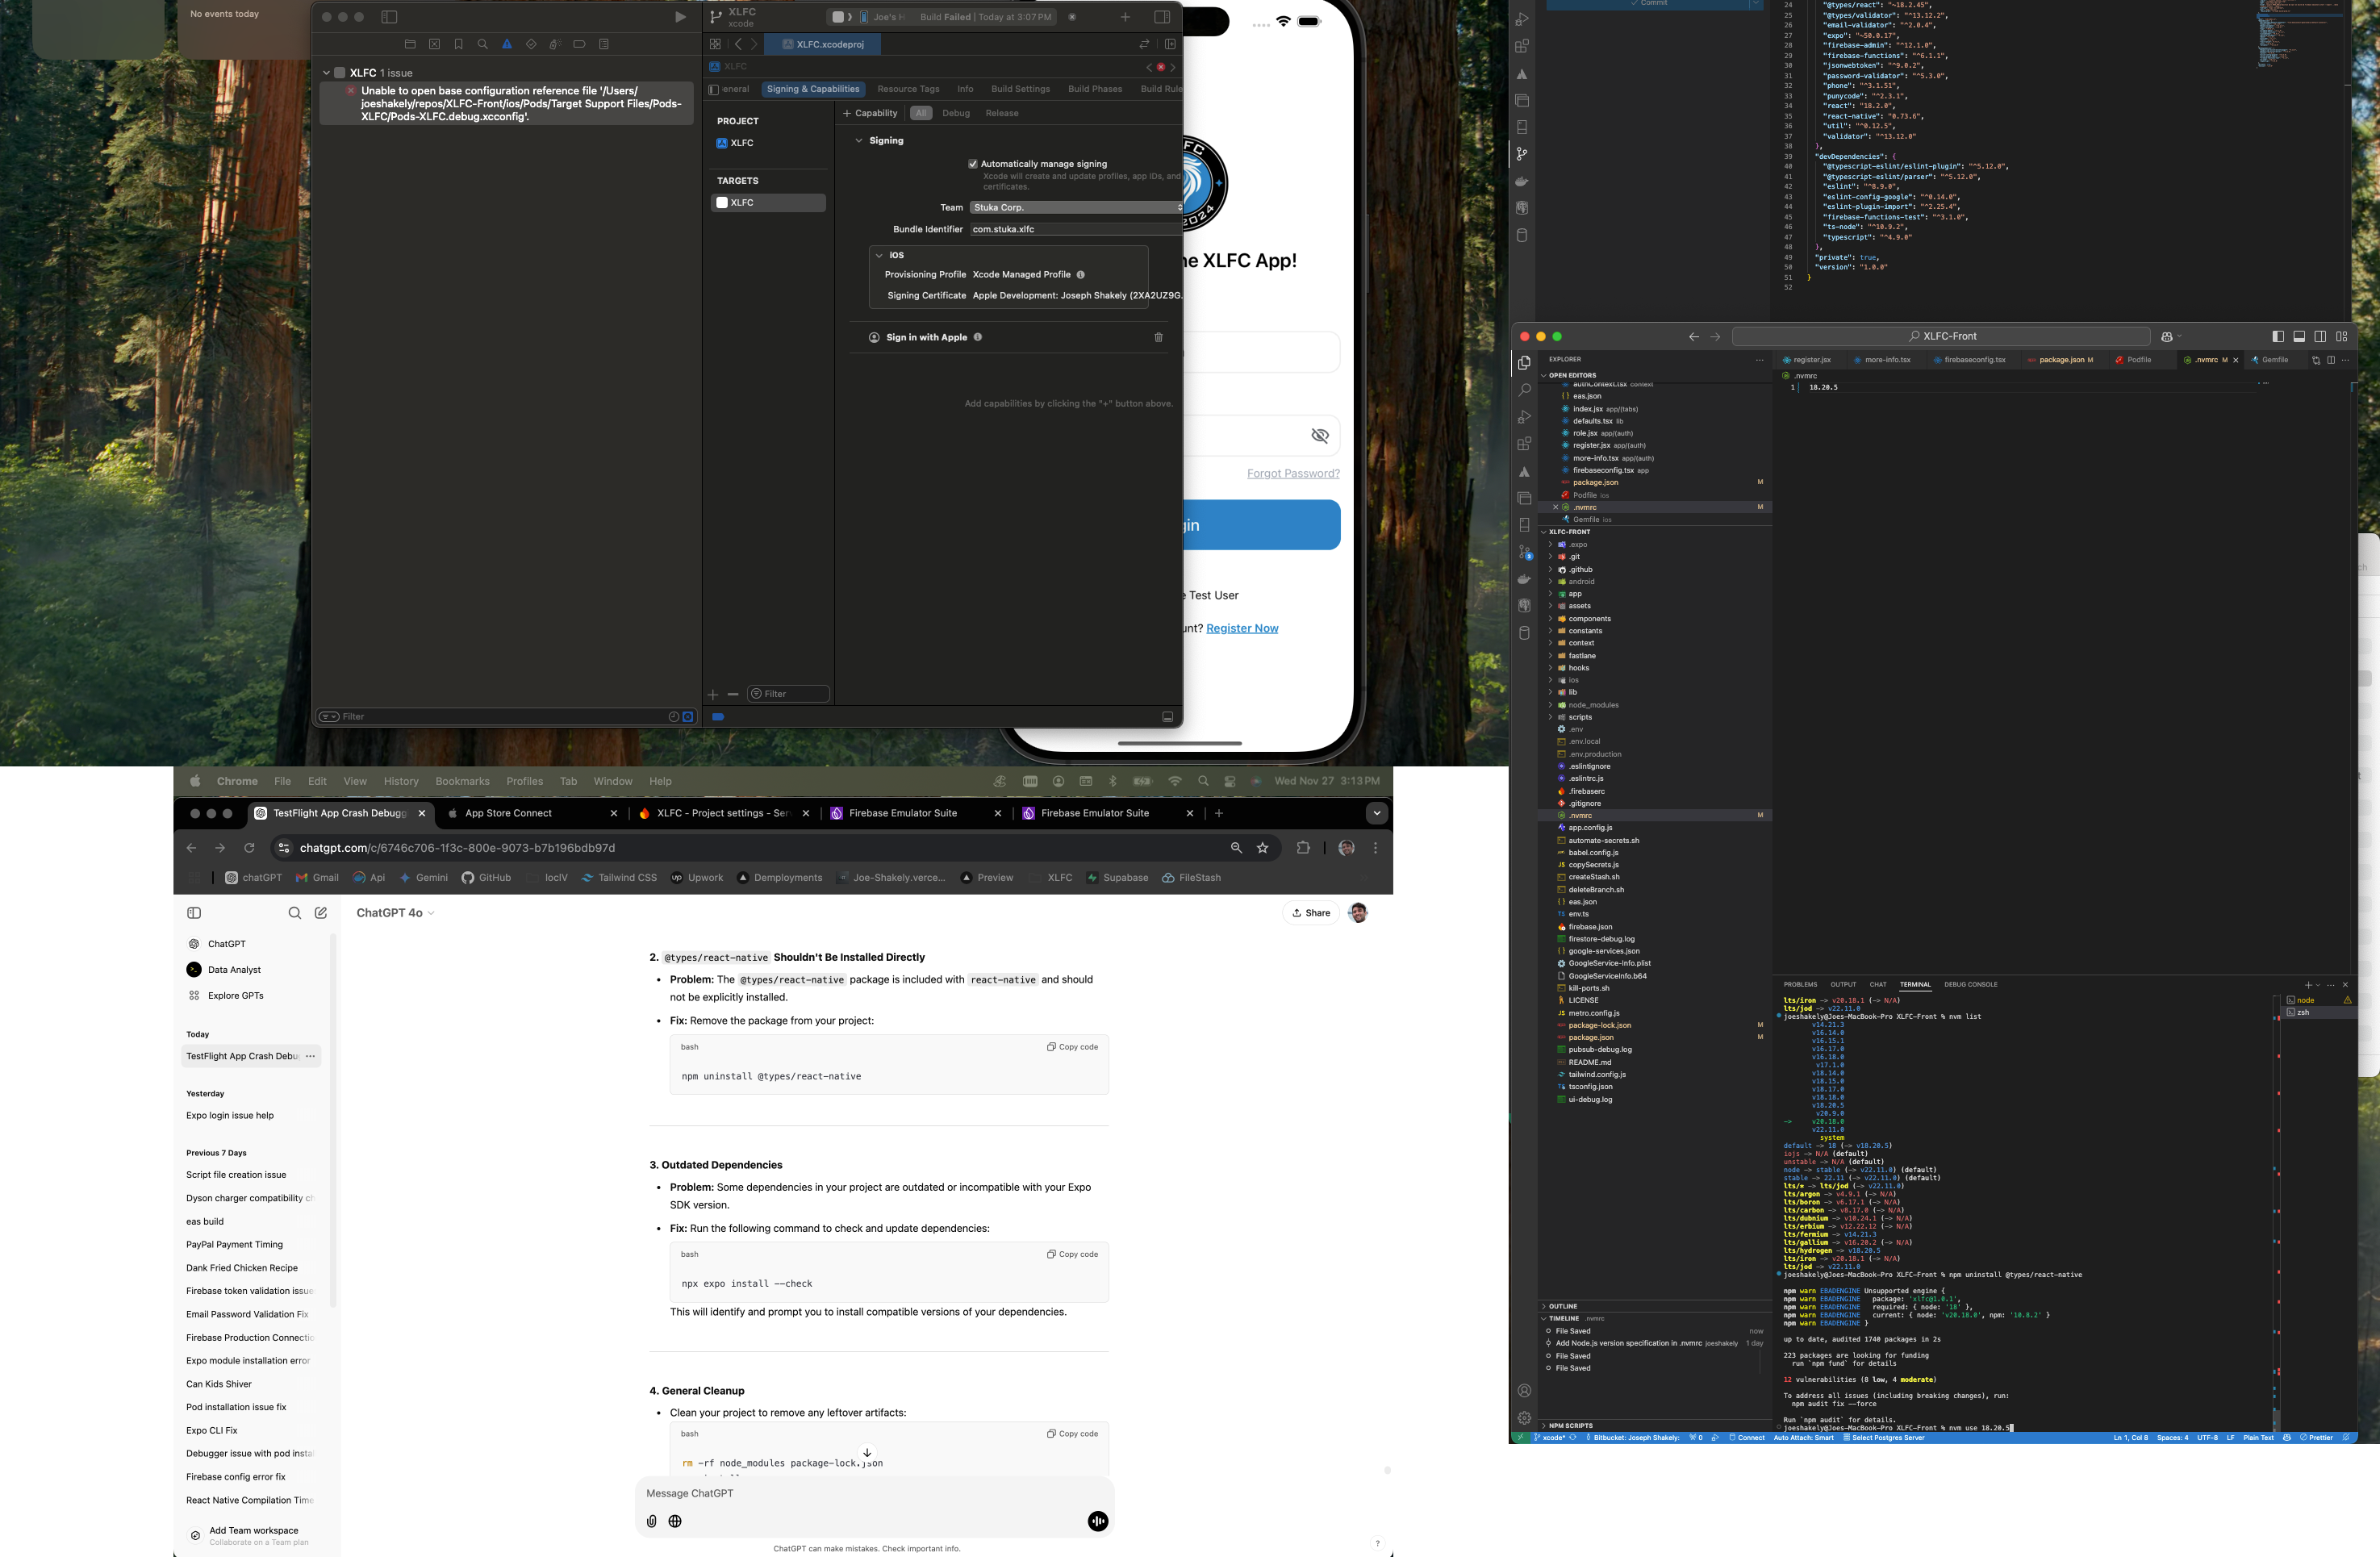 No events today
XLFC
xcode
Joe's H
Build Failed | Today at 3:07 PM
XLFC 1 issue
Unable to open base configuration reference file '/Users/
joeshakely/repos/XLFC-Front/ios/Pods/Target Support Files/Pods-
XLFC/Pods-XLFC.debug.xcconfig'.
Filter
XLFC.xcodeproj
XLFC
eneral
Signing & Capabilities
Resource Tags
Info
Build Settings
Build Phases
Build Rule
PROJECT
XLFC
TARGETS
XLFC
Filter
+ Capability
All
Debug
Release
Signing
Automatically manage signing
Xcode will create and update profiles, app IDs, and
certificates.
Team Stuka Corp.
Bundle Identifier com.stuka.xlfc
iOS
Provisioning Profile Xcode Managed Profile
Signing Certificate Apple Development: Joseph Shakely (2XA2UZ9G.
Sign in with Apple
Add capabilities by clicking the "+" button above.
FC
2024
ne XLFC App!
Forgot Password?
gin
e Test User
unt? Register Now
Commit
24 "@types/react": "~18.2.45",
25 "@types/validator": "^13.12.2",
26 "email-validator": "^2.0.4",
27 "expo": "~50.0.17",
28 "firebase-admin": "^12.1.0",
29 "firebase-functions": "^6.1.1",
30 "jsonwebtoken": "^9.0.2",
31 "password-validator": "^5.3.0",
32 "phone": "^3.1.51",
33 "punycode": "^2.3.1",
34 "react": "18.2.0",
35 "react-native": "0.73.6",
36 "util": "^0.12.5",
37 "validator": "^13.12.0"
38 },
39 "devDependencies": {
40 "@typescript-eslint/eslint-plugin": "^5.12.0",
41 "@typescript-eslint/parser": "^5.12.0",
42 "eslint": "^8.9.0",
43 "eslint-config-google": "^0.14.0",
44 "eslint-plugin-import": "^2.25.4",
45 "firebase-functions-test": "^3.1.0",
46 "ts-node": "^10.9.2",
47 "typescript": "^4.9.0"
48 },
49 "private": true,
50 "version": "1.0.0"
51 }
52
XLFC-Front
EXPLORER
OPEN EDITORS
authContext.tsx context
eas.json
index.jsx app/(tabs)
defaults.tsx lib
role.jsx app/(auth)
register.jsx app/(auth)
more-info.tsx app/(auth)
firebaseconfig.tsx app
package.json M
Podfile ios
.nvmrc M
Gemfile ios
XLFC-FRONT
.expo
.git
.github
android
app
assets
components
constants
context
fastlane
hooks
ios
lib
node_modules
scripts
.env
.env.local
.env.production
.eslintignore
.eslintrc.js
.firebaserc
.gitignore
.nvmrc M
app.config.js
automate-secrets.sh
babel.config.js
copySecrets.js
createStash.sh
deleteBranch.sh
eas.json
env.ts
firebase.json
firestore-debug.log
google-services.json
GoogleService-Info.plist
GoogleServiceInfo.b64
kill-ports.sh
LICENSE
metro.config.js
package-lock.json M
package.json M
pubsub-debug.log
README.md
tailwind.config.js
tsconfig.json
ui-debug.log
OUTLINE
TIMELINE .nvmrc
File Saved now
Add Node.js version specification in .nvmrc joeshakely 1 day
File Saved
File Saved
NPM SCRIPTS
register.jsx
more-info.tsx
firebaseconfig.tsx
package.json M
Podfile
.nvmrc M
Gemfile
.nvmrc
1 18.20.5
PROBLEMS
OUTPUT
CHAT
TERMINAL
DEBUG CONSOLE
node
zsh
lts/iron -> v20.18.1 (-> N/A)
lts/jod -> v22.11.0
joeshakely@Joes-MacBook-Pro XLFC-Front % nvm list
v14.21.3
v16.14.0
v16.15.1
v16.17.0
v16.18.0
v17.1.0
v18.14.0
v18.15.0
v18.17.0
v18.18.0
v18.20.5
v20.9.0
-> v20.18.0
v22.11.0
system
default -> 18 (-> v18.20.5)
iojs -> N/A (default)
unstable -> N/A (default)
node -> stable (-> v22.11.0) (default)
stable -> 22.11 (-> v22.11.0) (default)
lts/* -> lts/jod (-> v22.11.0)
lts/argon -> v4.9.1 (-> N/A)
lts/boron -> v6.17.1 (-> N/A)
lts/carbon -> v8.17.0 (-> N/A)
lts/dubnium -> v10.24.1 (-> N/A)
lts/erbium -> v12.22.12 (-> N/A)
lts/fermium -> v14.21.3
lts/gallium -> v16.20.2 (-> N/A)
lts/hydrogen -> v18.20.5
lts/iron -> v20.18.1 (-> N/A)
lts/jod -> v22.11.0
joeshakely@Joes-MacBook-Pro XLFC-Front % npm uninstall @types/react-native
npm warn EBADENGINE Unsupported engine {
npm warn EBADENGINE package: 'xlfc@1.0.1',
npm warn EBADENGINE required: { node: '18' },
npm warn EBADENGINE current: { node: 'v20.18.0', npm: '10.8.2' }
npm warn EBADENGINE }
up to date, audited 1740 packages in 2s
223 packages are looking for funding
run `npm fund` for details
12 vulnerabilities (8 low, 4 moderate)
To address all issues (including breaking changes), run:
npm audit fix --force
Run `npm audit` for details.
joeshakely@Joes-MacBook-Pro XLFC-Front % nvm use 18.20.5
xcode*
Bitbucket: Joseph Shakely:
0
Connect
Auto Attach: Smart
Select Postgres Server
Ln 1, Col 8
Spaces: 4
UTF-8
LF
Plain Text
Prettier
Chrome File Edit View History Bookmarks Profiles Tab Window Help
Wed Nov 27 3:13 PM
TestFlight App Crash Debugg
App Store Connect
XLFC - Project settings - Ser
Firebase Emulator Suite
Firebase Emulator Suite
chatgpt.com/c/6746c706-1f3c-800e-9073-b7b196bdb97d
chatGPT
Gmail
Api
Gemini
GitHub
locIV
Tailwind CSS
Upwork
Demployments
Joe-Shakely.verce...
Preview
XLFC
Supabase
FileStash
ChatGPT
Data Analyst
Explore GPTs
Today
TestFlight App Crash Debu
Yesterday
Expo login issue help
Previous 7 Days
Script file creation issue
Dyson charger compatibility ch
eas build
PayPal Payment Timing
Dank Fried Chicken Recipe
Firebase token validation issue
Email Password Validation Fix
Firebase Production Connectio
Expo module installation error
Can Kids Shiver
Pod installation issue fix
Expo CLI Fix
Debugger issue with pod insta
Firebase config error fix
React Native Compilation Time
Add Team workspace
Collaborate on a Team plan
ChatGPT 4o
Share
2. @types/react-native Shouldn't Be Installed Directly
• Problem: The @types/react-native package is included with react-native and should
not be explicitly installed.
• Fix: Remove the package from your project:
bash
Copy code
npm uninstall @types/react-native
3. Outdated Dependencies
• Problem: Some dependencies in your project are outdated or incompatible with your Expo
SDK version.
• Fix: Run the following command to check and update dependencies:
bash
Copy code
npx expo install --check
This will identify and prompt you to install compatible versions of your dependencies.
4. General Cleanup
• Clean your project to remove any leftover artifacts:
bash
Copy code
rm -rf node_modules package-lock.json
Message ChatGPT
ChatGPT can make mistakes. Check important info.
?